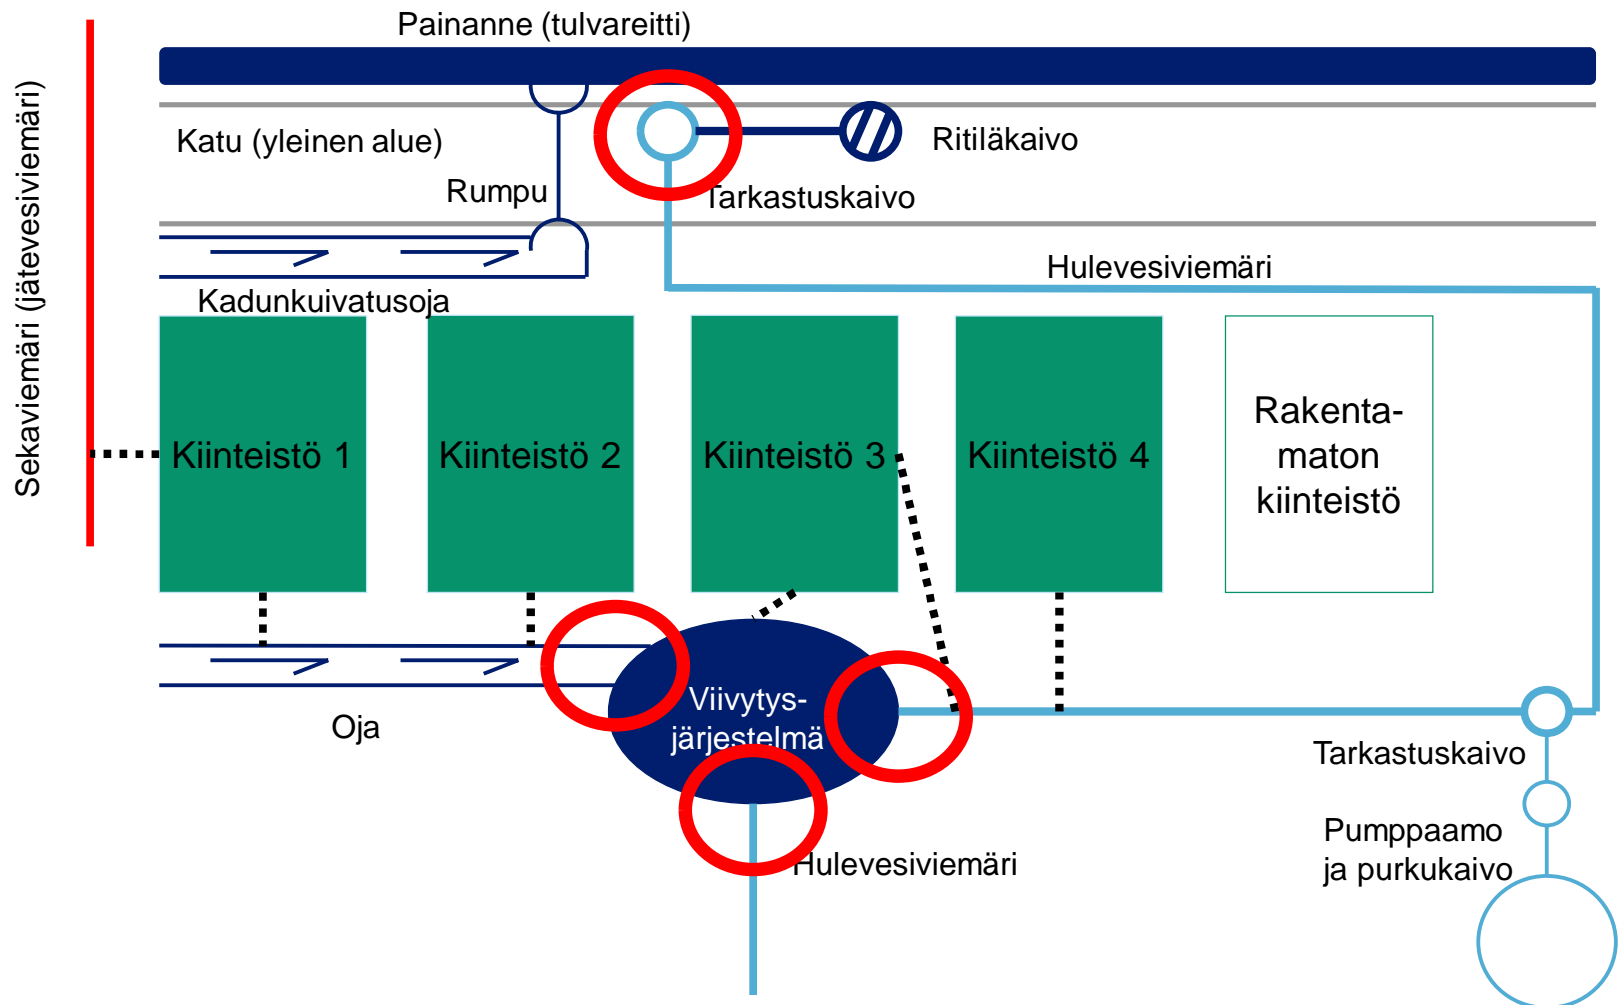 Painanne (tulvareitti)
Sekaviemäri (jätevesiviemäri)
Katu (yleinen alue)
Ritiläkaivo
Rumpu
Tarkastuskaivo
Hulevesiviemäri
Kadunkuivatusoja
Kiinteistö 1
Kiinteistö 2
Kiinteistö 3
Kiinteistö 4
Rakenta-
maton
kiinteistö
Viivytys-
järjestelmä
Oja
Tarkastuskaivo
Pumppaamo
ja purkukaivo
Hulevesiviemäri